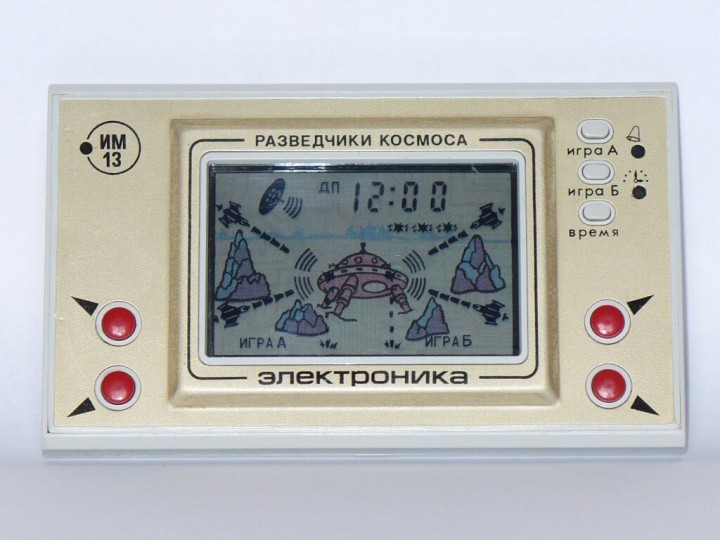 ИМ
13
РАЗВЕДЧИКИ КОСМОСА
игра А
игра Б
время
ДП 12:00
ИГРА А
ИГРА Б
электроника